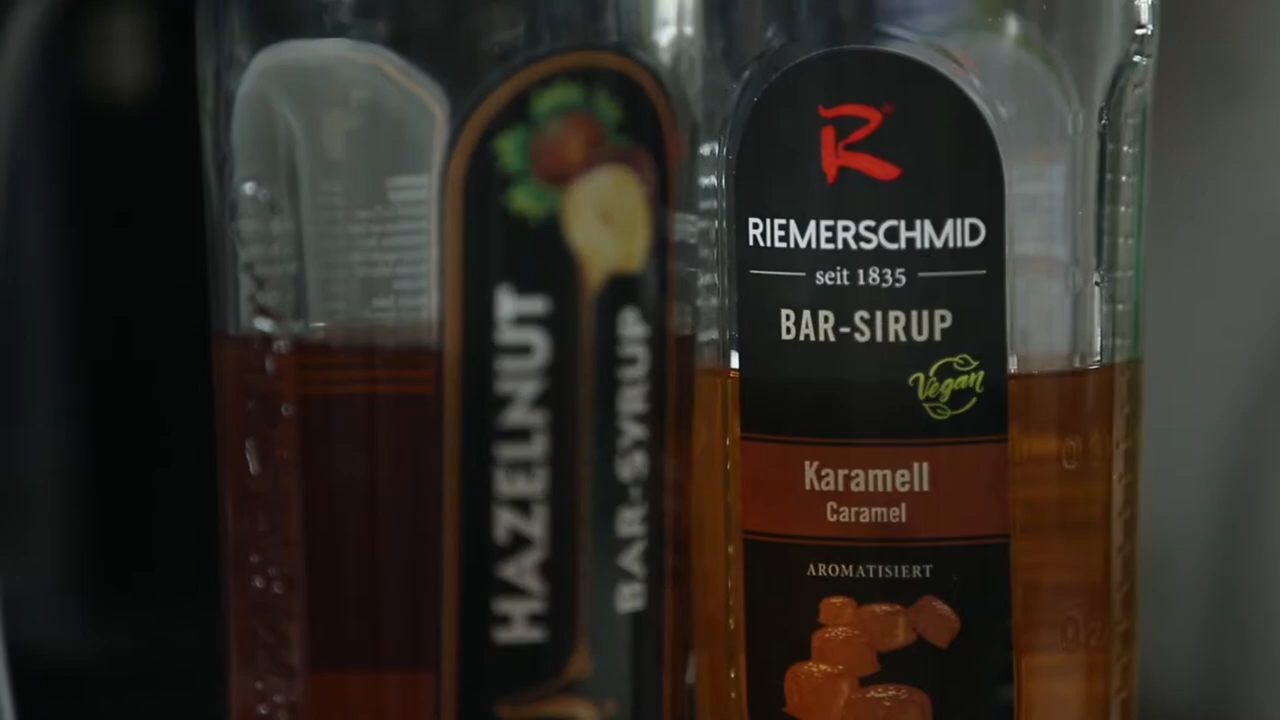 HAZELNUT
BAR-SYRUP
R
RIEMERSCHMID
seit 1835
BAR-SIRUP
Vegan
Karamell
Caramel
AROMATISIERT